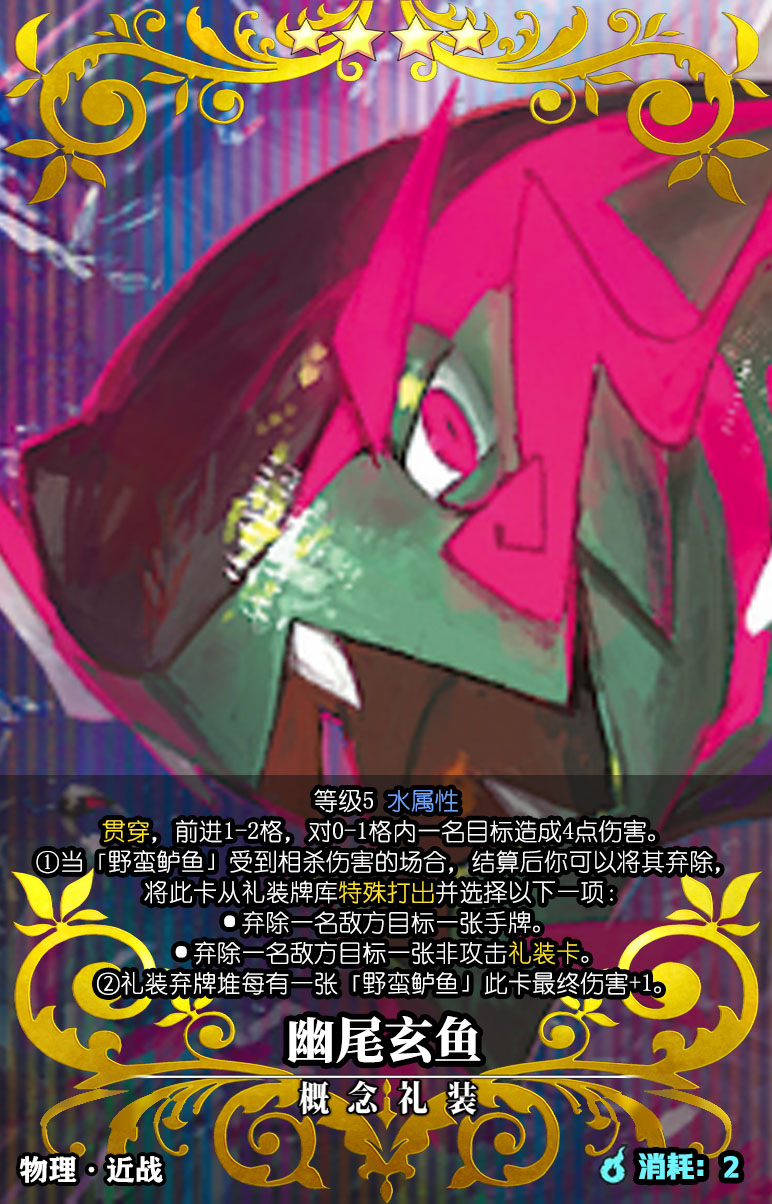 等级5 水属性
贯穿，前进1-2格，对0-1格内一名目标造成4点伤害。
①当「野蛮鲈鱼」受到相杀伤害的场合，结算后你可以将其弃除，
将此卡从礼装牌库特殊打出并选择以下一项：
●弃除一名敌方目标一张手牌。
●弃除一名敌方目标一张非攻击礼装卡。
②礼装弃牌堆每有一张「野蛮鲈鱼」此卡最终伤害+1。
幽尾玄鱼
概念礼装
物理·近战
消耗：2